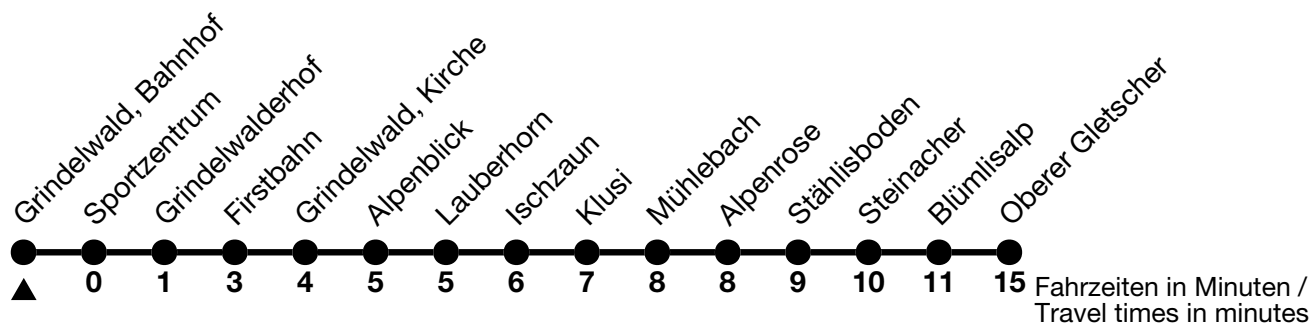 Grindelwald, Bahnhof
Sportzentrum
Grindelwalderhof
Firstbahn
Grindelwald, Kirche
Alpenblick
Lauberhorn
Ischzaun
Klusi
Mühlebach
Alpenrose
Stählisboden
Steinacher
Blümlisalp
Oberer Gletscher
0 1 3 4 5 5 6 7 8 8 9 10 11 15
Fahrzeiten in Minuten /
Travel times in minutes